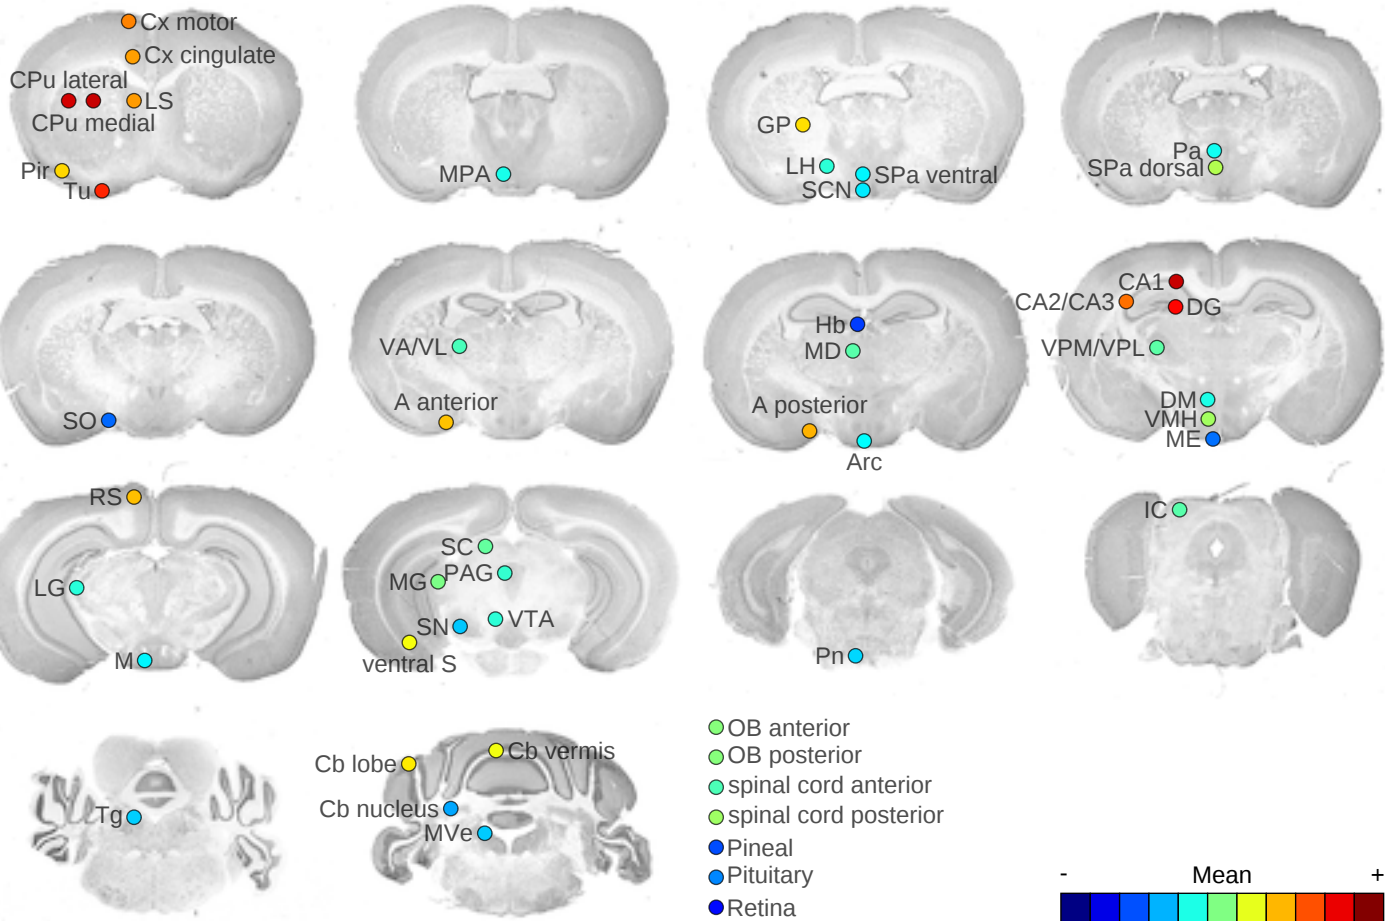 Cx motor
Cx cingulate
CPu lateral
LS
CPu medial
Pir
Tu
MPA
GP
LH
SPa ventral
SCN
Pa
SPa dorsal
SO
VA/VL
A anterior
Hb
MD
A posterior
Arc
CA1
CA2/CA3
DG
VPM/VPL
DM
VMH
ME
RS
LG
M
SC
PAG
MG
VTA
SN
ventral S
Pn
IC
Tg
Cb vermis
Cb lobe
Cb nucleus
MVe
OB anterior
OB posterior
spinal cord anterior
spinal cord posterior
Pineal
Pituitary
Retina
- Mean +